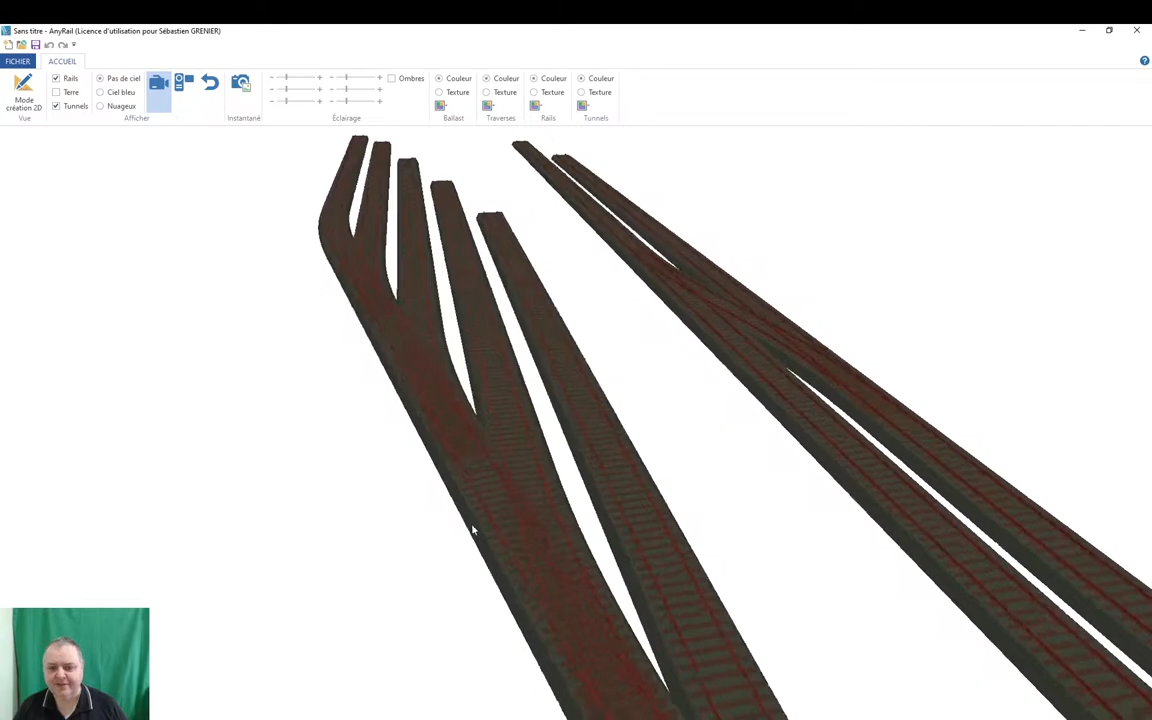 Sans titre - AnyRail (Licence d'utilisation pour Sébastien GRENIER)
FICHIER ACCUEIL
Mode création 2D
Vue
Rails
Terre
Tunnels
Pas de ciel
Ciel bleu
Nuageux
Afficher
Instantané
Ombres
Éclairage
Couleur
Texture
Ballast
Couleur
Texture
Traverses
Couleur
Texture
Rails
Couleur
Texture
Tunnels